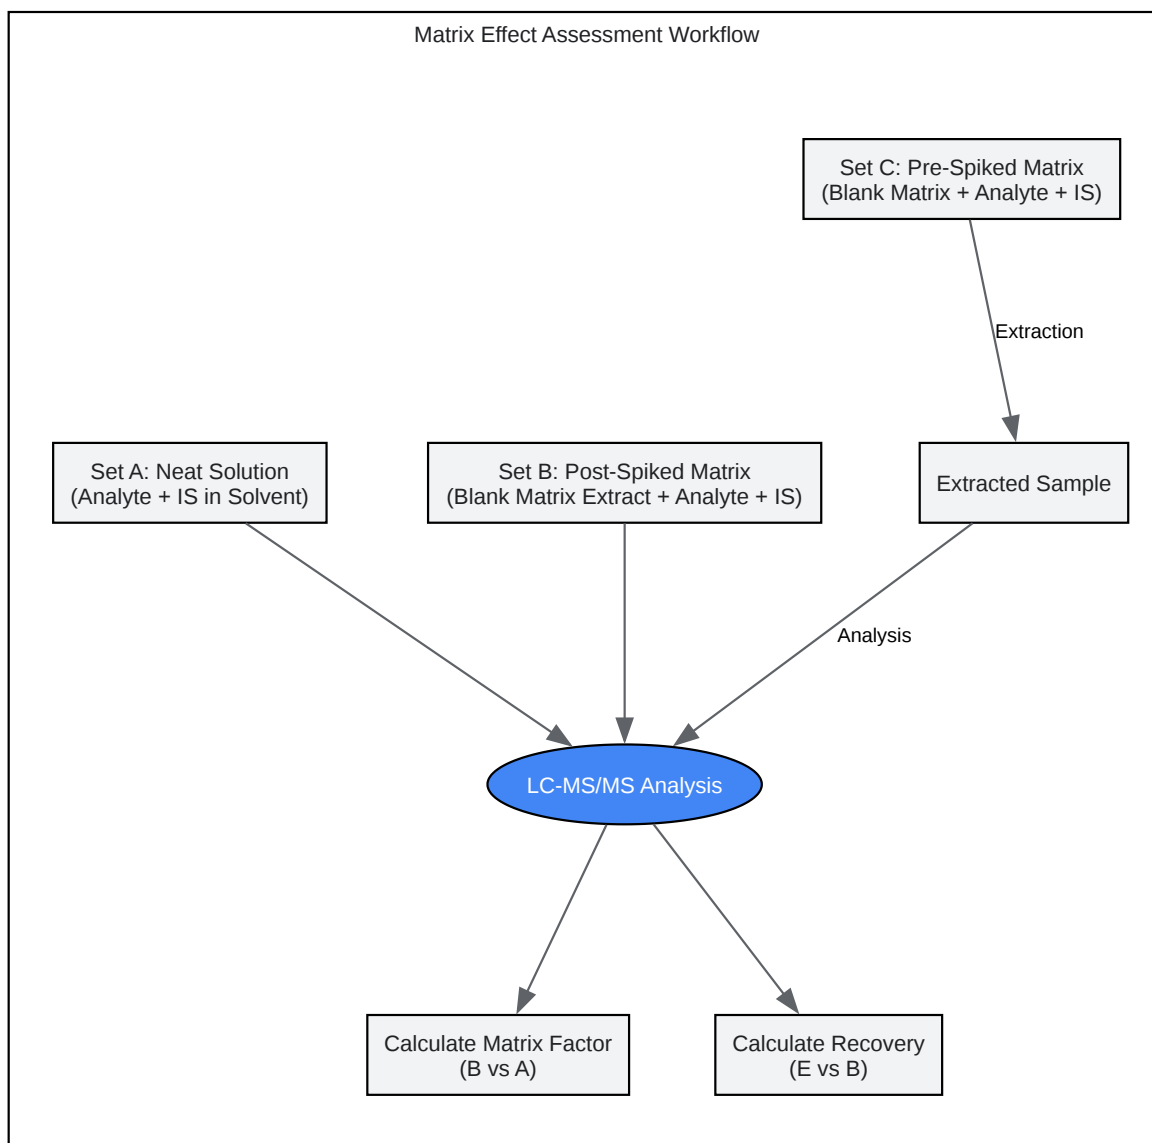 Matrix Effect Assessment Workflow
Set C: Pre-Spiked Matrix
(Blank Matrix + Analyte + IS)
Extraction
Set A: Neat Solution
(Analyte + IS in Solvent)
Set B: Post-Spiked Matrix
(Blank Matrix Extract + Analyte + IS)
Extracted Sample
Analysis
LC-MS/MS Analysis
Calculate Matrix Factor
(B vs A)
Calculate Recovery
(E vs B)